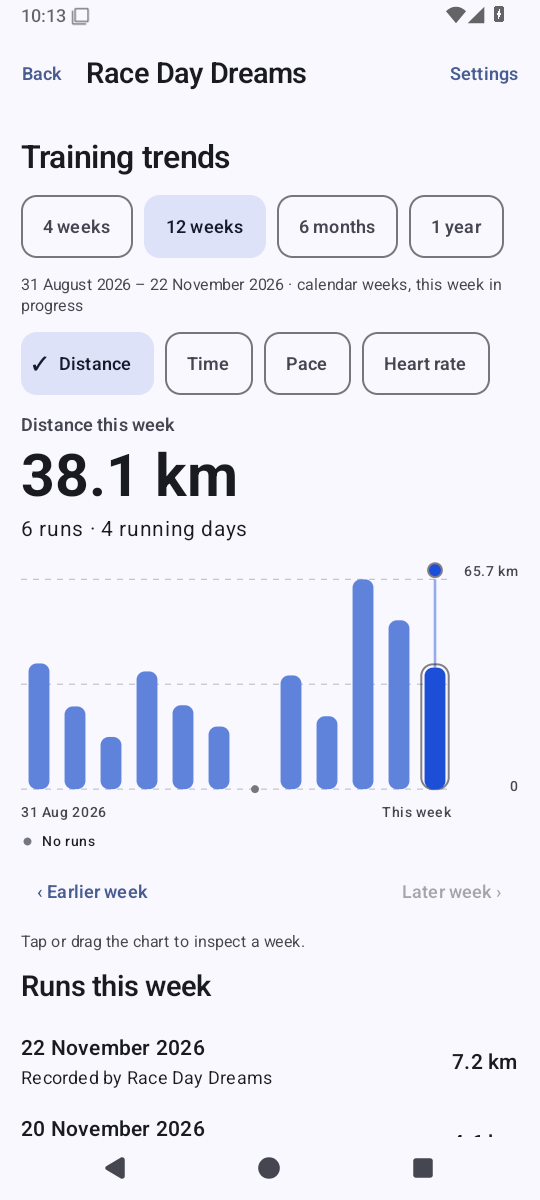 10:13
Back Race Day Dreams Settings
Training trends
4 weeks 12 weeks 6 months 1 year
31 August 2026 – 22 November 2026 · calendar weeks, this week in
progress
✓ Distance Time Pace Heart rate
Distance this week
38.1 km
6 runs · 4 running days
65.7 km
0
31 Aug 2026 This week
No runs
‹ Earlier week Later week ›
Tap or drag the chart to inspect a week.
Runs this week
22 November 2026
Recorded by Race Day Dreams
7.2 km
20 November 2026